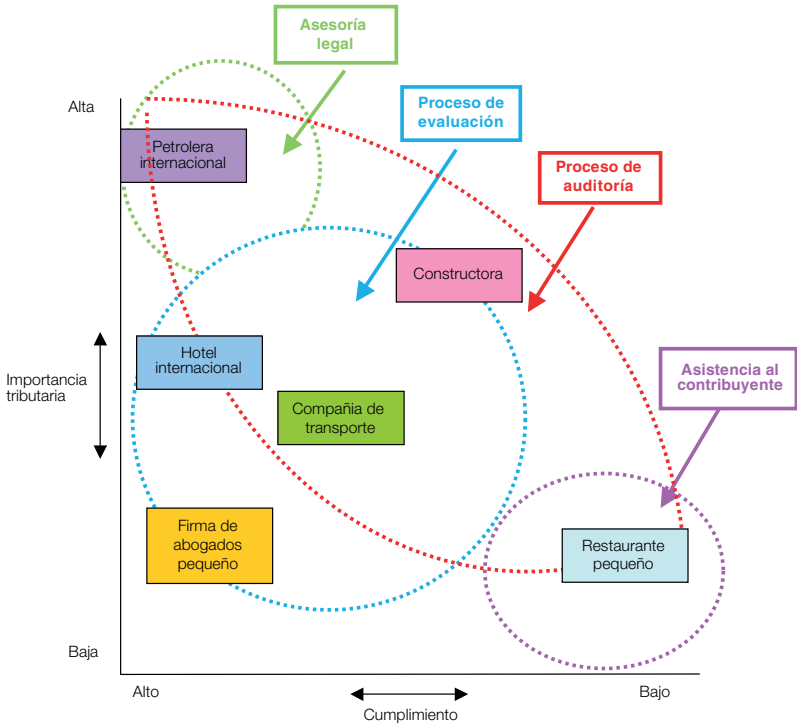 Asesoría
legal
Alta
Proceso de
evaluación
Petrolera
internacional
Proceso de
auditoría
Constructora
Hotel
internacional
Importancia
tributaria
Asistencia al
contribuyente
Compañia de
transporte
Firma de
abogados
pequeño
Restaurante
pequeño
Baja
Alto
Bajo
Cumplimiento